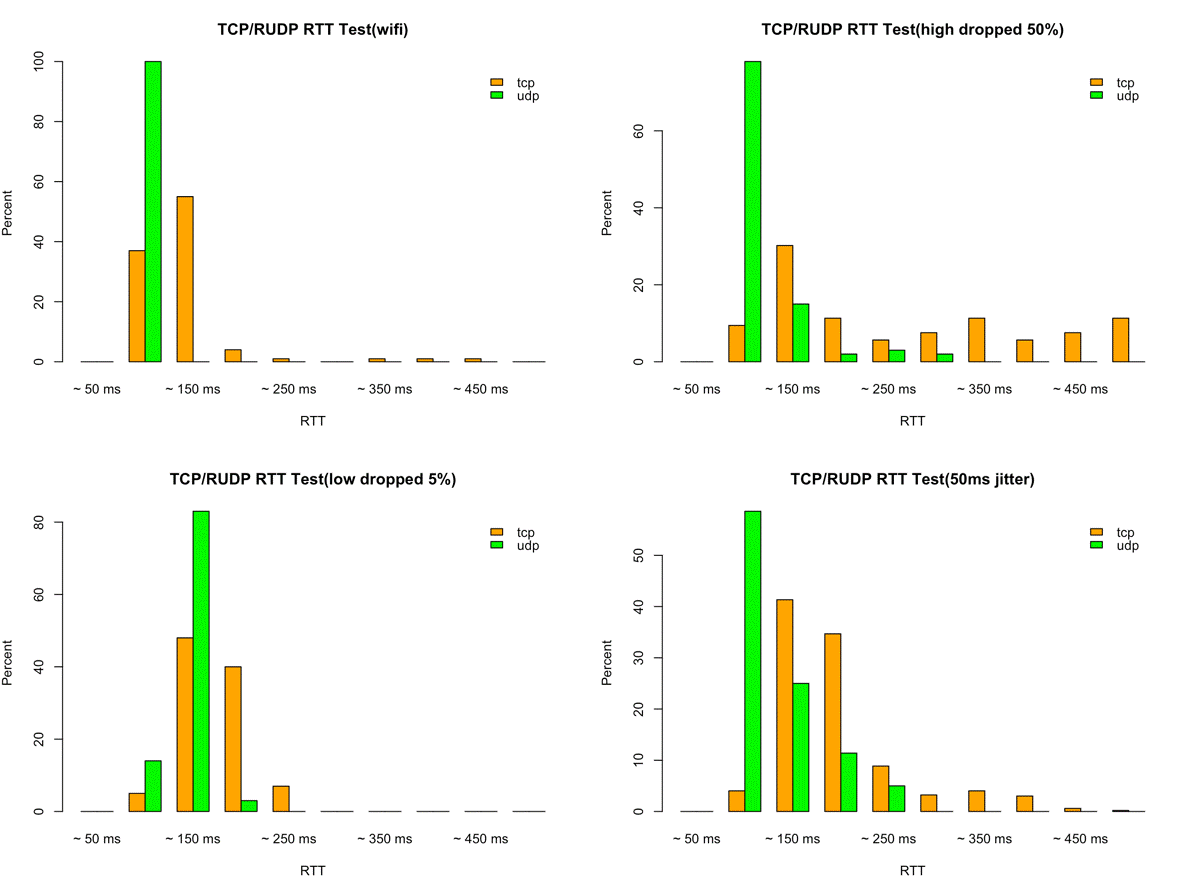 TCP/RUDP RTT Test(wifi)
Percent
100
80
60
40
20
0
tcp
udp
~ 50 ms ~ 150 ms ~ 250 ms ~ 350 ms ~ 450 ms
RTT
TCP/RUDP RTT Test(high dropped 50%)
Percent
60
40
20
0
tcp
udp
~ 50 ms ~ 150 ms ~ 250 ms ~ 350 ms ~ 450 ms
RTT
TCP/RUDP RTT Test(low dropped 5%)
Percent
80
60
40
20
0
tcp
udp
~ 50 ms ~ 150 ms ~ 250 ms ~ 350 ms ~ 450 ms
RTT
TCP/RUDP RTT Test(50ms jitter)
Percent
50
40
30
20
10
0
tcp
udp
~ 50 ms ~ 150 ms ~ 250 ms ~ 350 ms ~ 450 ms
RTT